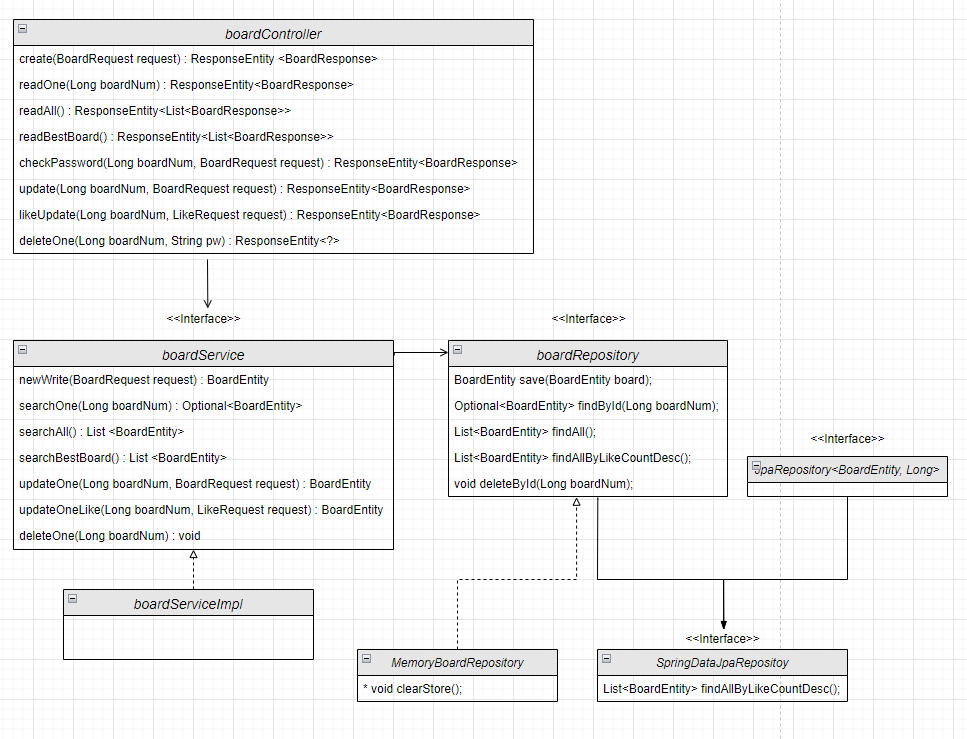 boardController
create(BoardRequest request) : ResponseEntity <BoardResponse>
readOne(Long boardNum) : ResponseEntity<BoardResponse>
readAll() : ResponseEntity<List<BoardResponse>>
readBestBoard() : ResponseEntity<List<BoardResponse>>
checkPassword(Long boardNum, BoardRequest request) : ResponseEntity<BoardResponse>
update(Long boardNum, BoardRequest request) : ResponseEntity<BoardResponse>
likeUpdate(Long boardNum, LikeRequest request) : ResponseEntity<BoardResponse>
deleteOne(Long boardNum, String pw) : ResponseEntity<?>
<<Interface>>
boardService
newWrite(BoardRequest request) : BoardEntity
searchOne(Long boardNum) : Optional<BoardEntity>
searchAll() : List <BoardEntity>
searchBestBoard() : List <BoardEntity>
updateOne(Long boardNum, BoardRequest request) : BoardEntity
updateOneLike(Long boardNum, LikeRequest request) : BoardEntity
deleteOne(Long boardNum) : void
<<Interface>>
boardRepository
BoardEntity save(BoardEntity board);
Optional<BoardEntity> findById(Long boardNum);
List<BoardEntity> findAll();
List<BoardEntity> findAllByLikeCountDesc();
void deleteById(Long boardNum);
<<Interface>>
JpaRepository<BoardEntity, Long>
boardServiceImpl
MemoryBoardRepository
* void clearStore();
<<Interface>>
SpringDataJpaRepositoy
List<BoardEntity> findAllByLikeCountDesc();